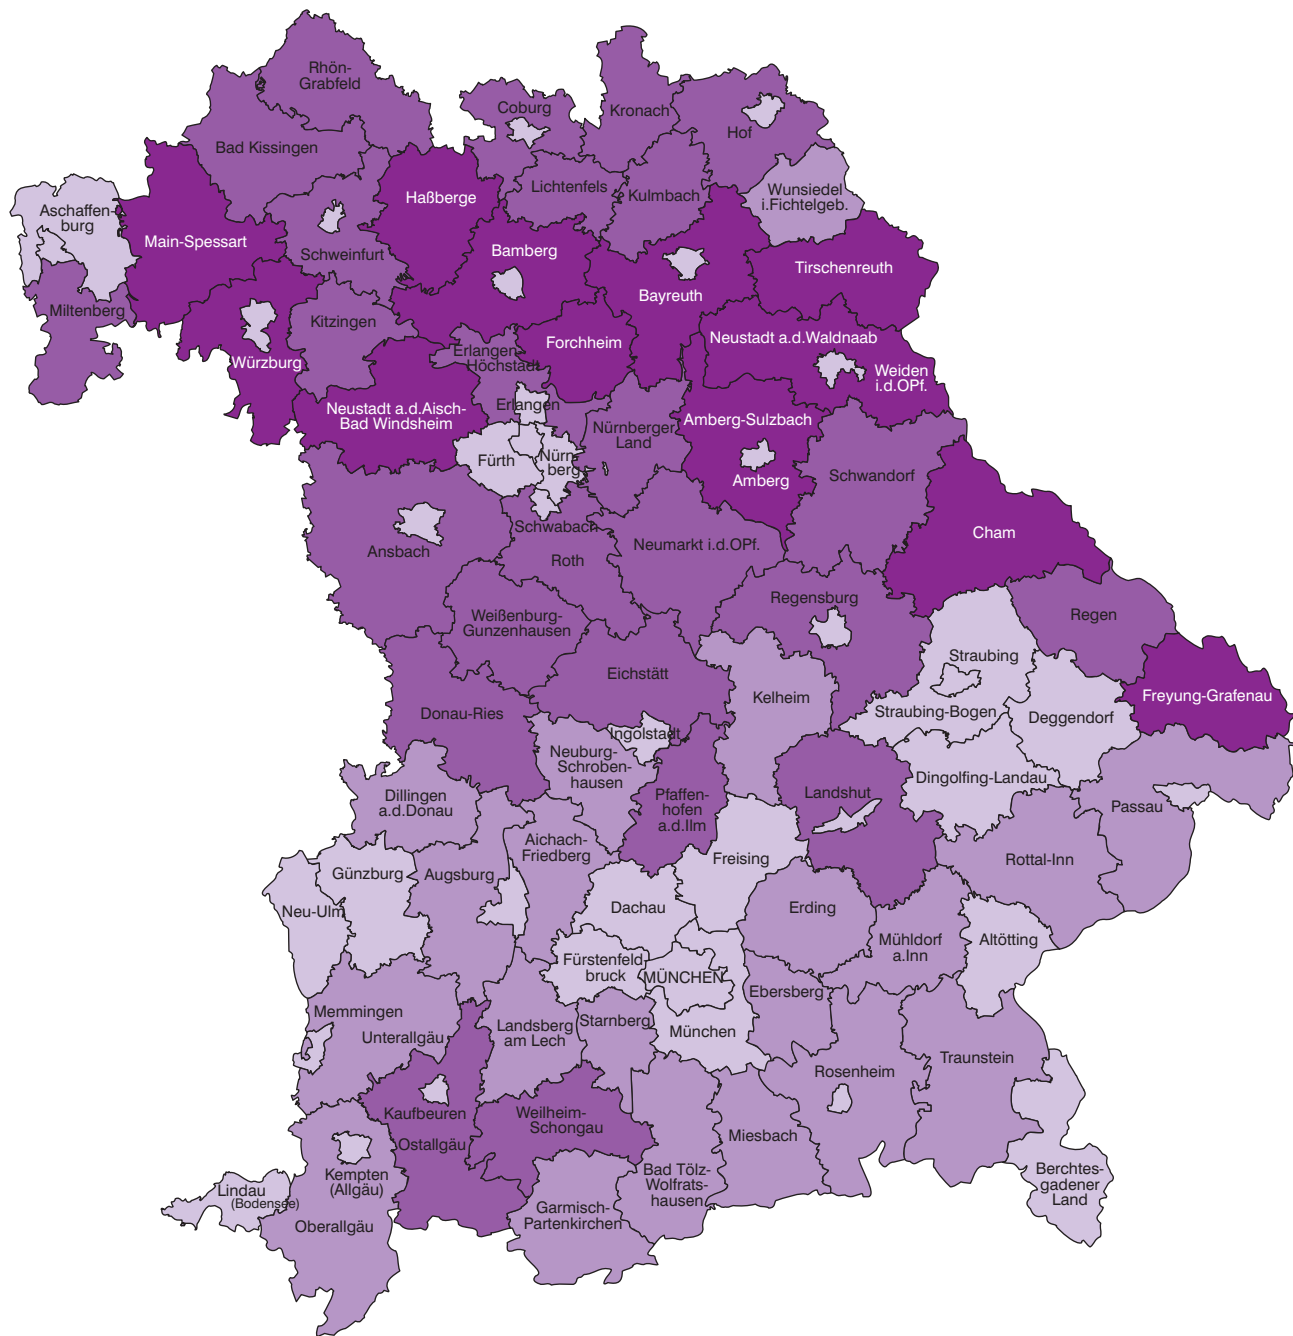 Rhön-
Grabfeld
Coburg
Kronach
Hof
Bad Kissingen
Lichtenfels
Kulmbach
Wunsiedel
i.Fichtelgeb.
Haßberge
Aschaffen-
burg
Main-Spessart
Schweinfurt
Bamberg
Bayreuth
Tirschenreuth
Miltenberg
Kitzingen
Forchheim
Neustadt a.d.Waldnaab
Würzburg
Erlangen-
Höchstadt
Weiden
i.d.OPf.
Neustadt a.d.Aisch-
Bad Windsheim
Erlangen
Nürnberger
Land
Amberg-Sulzbach
Fürth
Nürn-
berg
Amberg
Schwandorf
Schwabach
Cham
Ansbach
Roth
Neumarkt i.d.OPf.
Weißenburg-
Gunzenhausen
Regensburg
Regen
Eichstätt
Straubing
Kelheim
Freyung-Grafenau
Donau-Ries
Straubing-Bogen
Deggendorf
Ingolstadt
Neuburg-
Schroben-
hausen
Dingolfing-Landau
Dillingen
a.d.Donau
Pfaffen-
hofen
a.d.Ilm
Landshut
Passau
Aichach-
Friedberg
Günzburg
Augsburg
Freising
Rottal-Inn
Neu-Ulm
Dachau
Erding
Mühldorf
a.Inn
Altötting
Fürstenfeld
bruck
MÜNCHEN
Ebersberg
Memmingen
Unterallgäu
Landsberg
am Lech
Starnberg
München
Traunstein
Rosenheim
Kaufbeuren
Ostallgäu
Weilheim-
Schongau
Miesbach
Kempten
(Allgäu)
Bad Tölz-
Wolfrats-
hausen
Berchtes-
gadener
Land
Lindau
(Bodensee)
Oberallgäu
Garmisch-
Partenkirchen